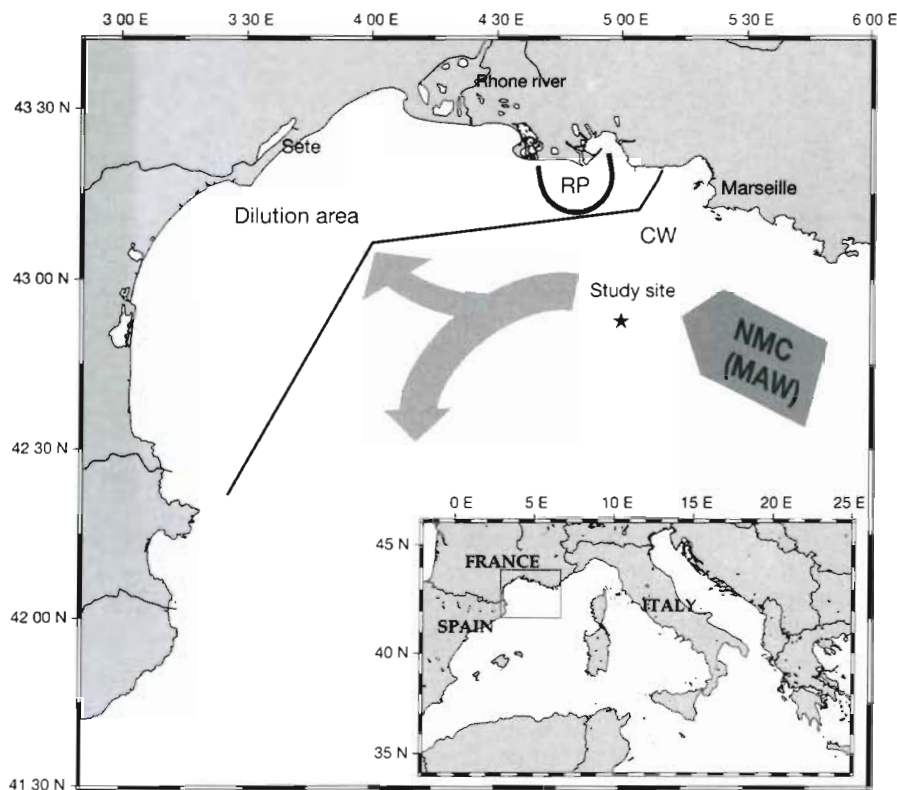 3 00 E 3 30 E 4 00 E 4 30 E 5 00 E 5 30 E 6 00 E
43 30 N
Rhone river
Sete
RP
Marseille
Dilution area
CW
43 00 N
Study site
NMC
(MAW)
42 30 N
0 E 5 E 10 E 15 E 20 E 25 E
45 N
FRANCE
ITALY
42 00 N
SPAIN
40 N
35 N
41 30 N